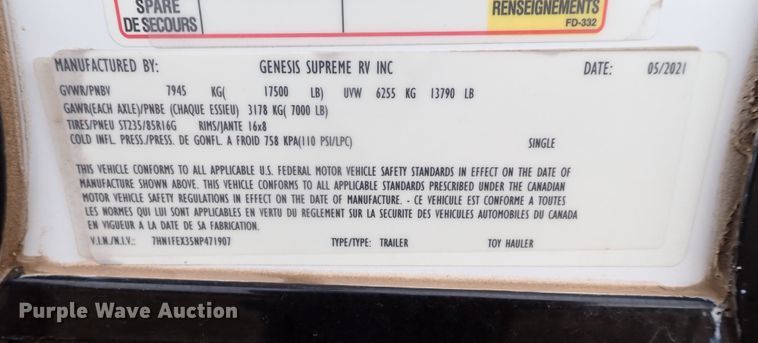 SPARE
DE SECOURS
RENSEIGNEMENTS
FD-332
MANUFACTURED BY: GENESIS SUPREME RV INC DATE: 05/2021
GVWR/PNBV 7945 KG( 17500 LB) UVW 6255 KG 13790 LB
GAWR(EACH AXLE)/PNBE (CHAQUE ESSIEU) 3178 KG( 7000 LB)
TIRES/PNEU ST235/85R16G RIMS/JANTE 16x8
COLD INFL. PRESS./PRESS. DE GONFL. A FROID 758 KPA(110 PSI/LPC) SINGLE
THIS VEHICLE CONFORMS TO ALL APPLICABLE U.S. FEDERAL MOTOR VEHICLE SAFETY STANDARDS IN EFFECT ON THE DATE OF
MANUFACTURE SHOWN ABOVE. THIS VEHICLE CONFORMS TO ALL APPLICABLE STANDARDS PRESCRIBED UNDER THE CANADIAN
MOTOR VEHICLE SAFETY REGULATIONS IN EFFECT ON THE DATE OF MANUFACTURE. - CE VEHICULE EST CONFORME A TOUTES
LES NORMES QUI LUI SONT APPLICABLES EN VERTU DU REGLEMENT SUR LA SECURITE DES VEHICULES AUTOMOBILES DU CANADA
EN VIGUEUR A LA DATE DE SA FABRICATION.
V.I.N./N.I.V.: 7HN1FEX35NP471907 TYPE/TYPE: TRAILER TOY HAULER
Purple Wave Auction